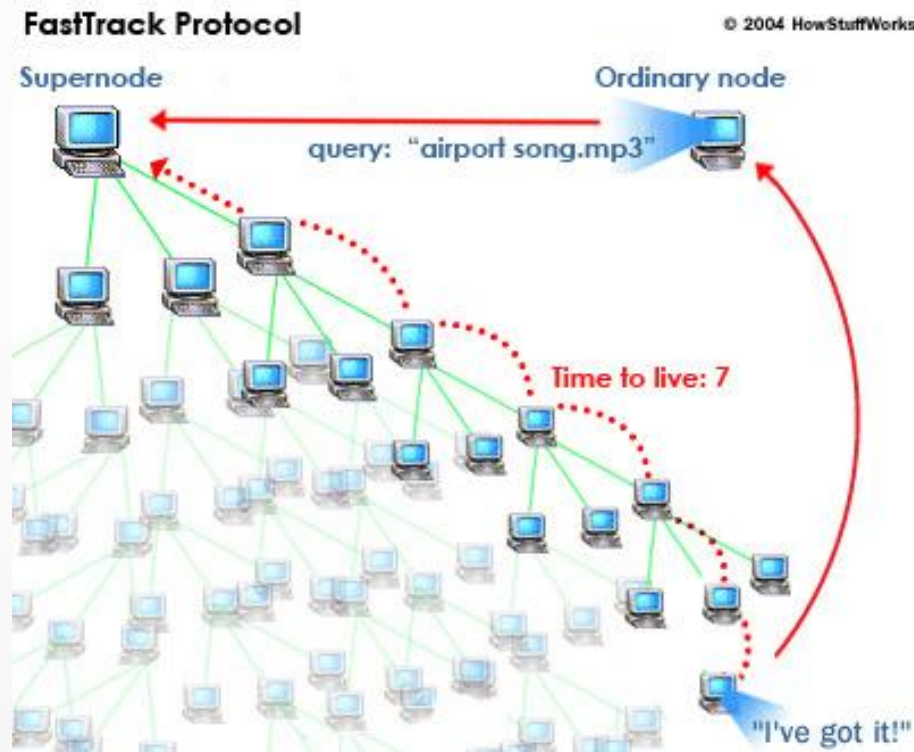 FastTrack Protocol
© 2004 HowStuffWorks
Supernode
Ordinary node
query: “airport song.mp3”
Time to live: 7
"I've got it!"